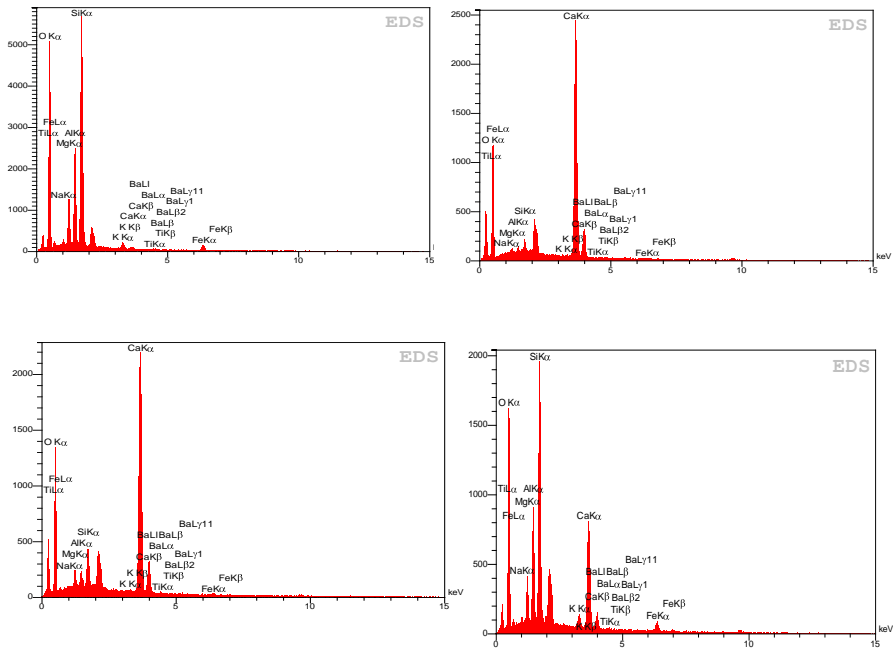 EDS
SiKα
O Kα
5000
4000
3000
2000
1000
0
FeLα
TiLα AlKα
MgKα
NaKα
BaLl BaLγ11
BaLα BaLγ1
CaKβ BaLβ2
CaKα BaLβ FeKβ
K Kβ TiKβ
K Kα TiKα FeKα
0 5 10 15
EDS
CaKα
2500
2000
1500
1000
500
0
FeLα
O Kα
TiLα
SiKα
AlKα
MgKα
NaKα
BaLγ11
BaLlBaLβ
BaLα BaLγ1
CaKβ BaLβ2
K Kβ TiKβ FeKβ
K Kα TiKα FeKα
0 5 10 15 keV
EDS
CaKα
2000
1500
1000
500
0
O Kα
FeLα
TiLα
SiKα
AlKα
MgKα
NaKα
BaLγ11
BaLlBaLβ
BaLα
CaKβ BaLγ1
BaLβ2
K Kβ TiKβ FeKβ
K Kα TiKα FeKα
0 5 10 15 keV
EDS
SiKα
2000
1500
1000
500
0
O Kα
TiLα AlKα
MgKα
FeLα CaKα
NaKα
BaLγ11
BaLlBaLβ
BaLαBaLγ1
CaKβ BaLβ2
K Kα TiKβ FeKβ
K Kβ TiKα FeKα
0 5 10 15 keV